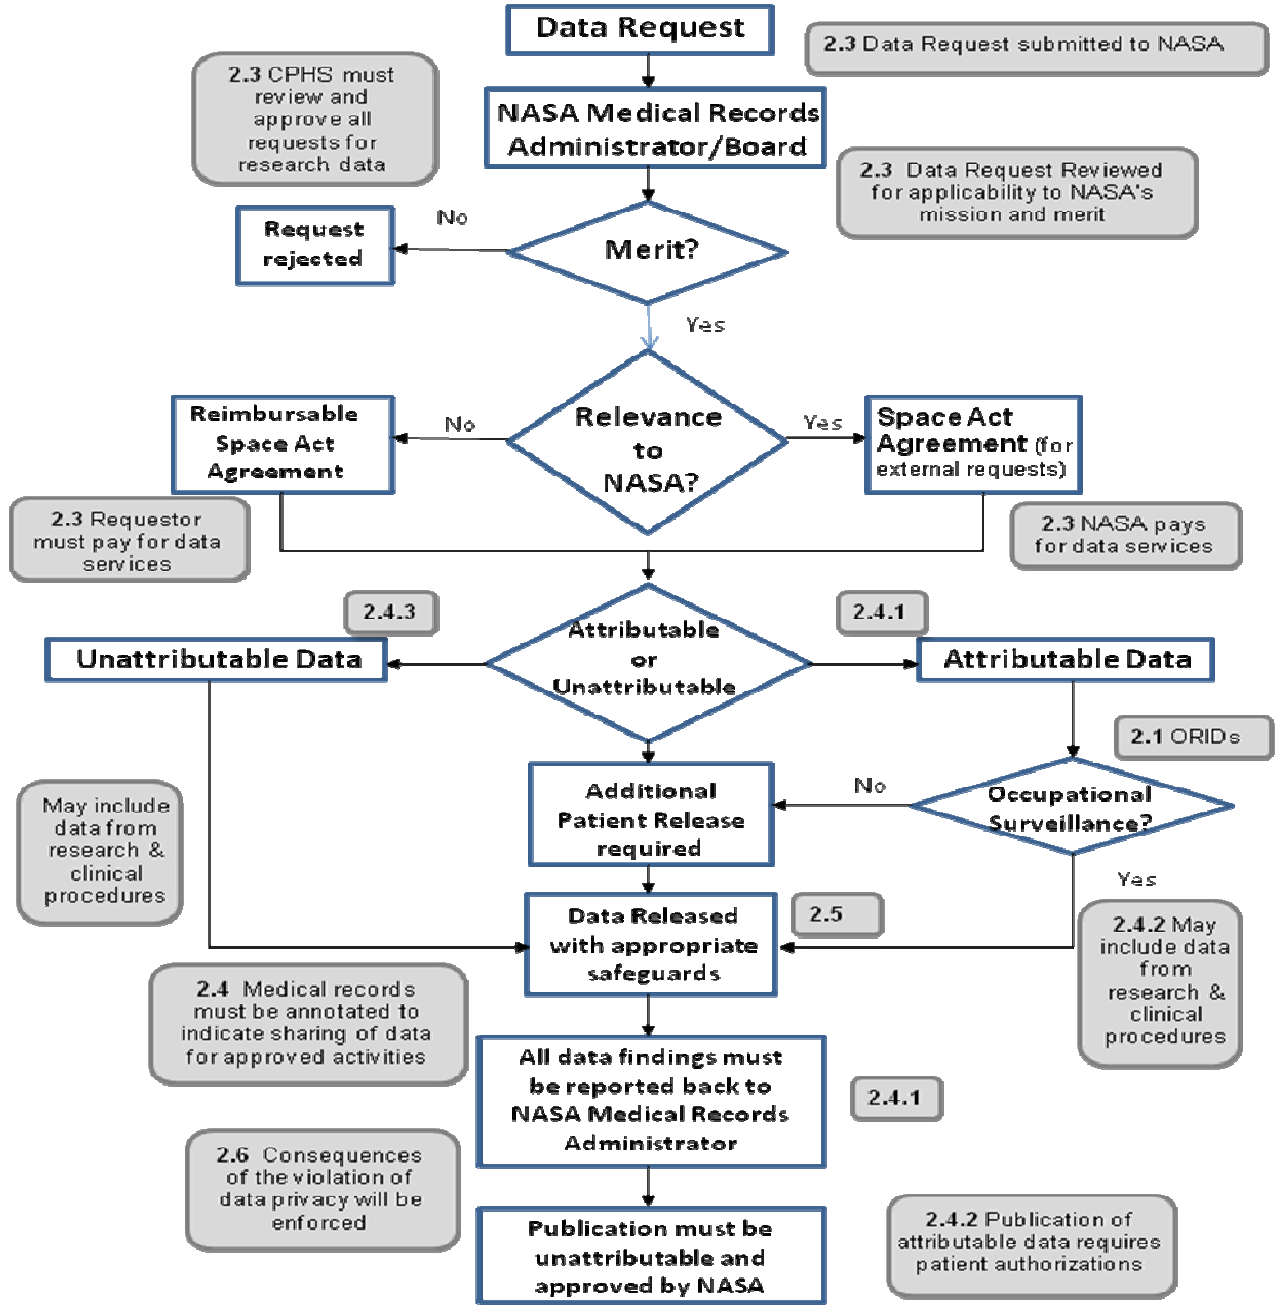 Data Request
2.3 Data Request submitted to NASA
2.3 CPHS must
review and
approve all
requests for
research data
NASA Medical Records
Administrator/Board
2.3 Data Request Reviewed
for applicability to NASA's
mission and merit
No
Request
rejected
Merit?
Yes
Reimbursable
Space Act
Agreement
No
Relevance
to
NASA?
Yes
Space Act
Agreement (for
external requests)
2.3 Requestor
must pay for data
services
2.3 NASA pays
for data services
2.4.3
2.4.1
Unattributable Data
Attributable
or
Unattributable
Attributable Data
2.1 ORIDs
May include
data from
research &
clinical
procedures
Additional
Patient Release
required
No
Occupational
Surveillance?
Yes
Data Released
with appropriate
safeguards
2.5
2.4.2 May
include data
from
research &
clinical
procedures
2.4 Medical records
must be annotated to
indicate sharing of data
for approved activities
All data findings must
be reported back to
NASA Medical Records
Administrator
2.4.1
2.6 Consequences
of the violation of
data privacy will be
enforced
Publication must be
unattributable and
approved by NASA
2.4.2 Publication of
attributable data requires
patient authorizations